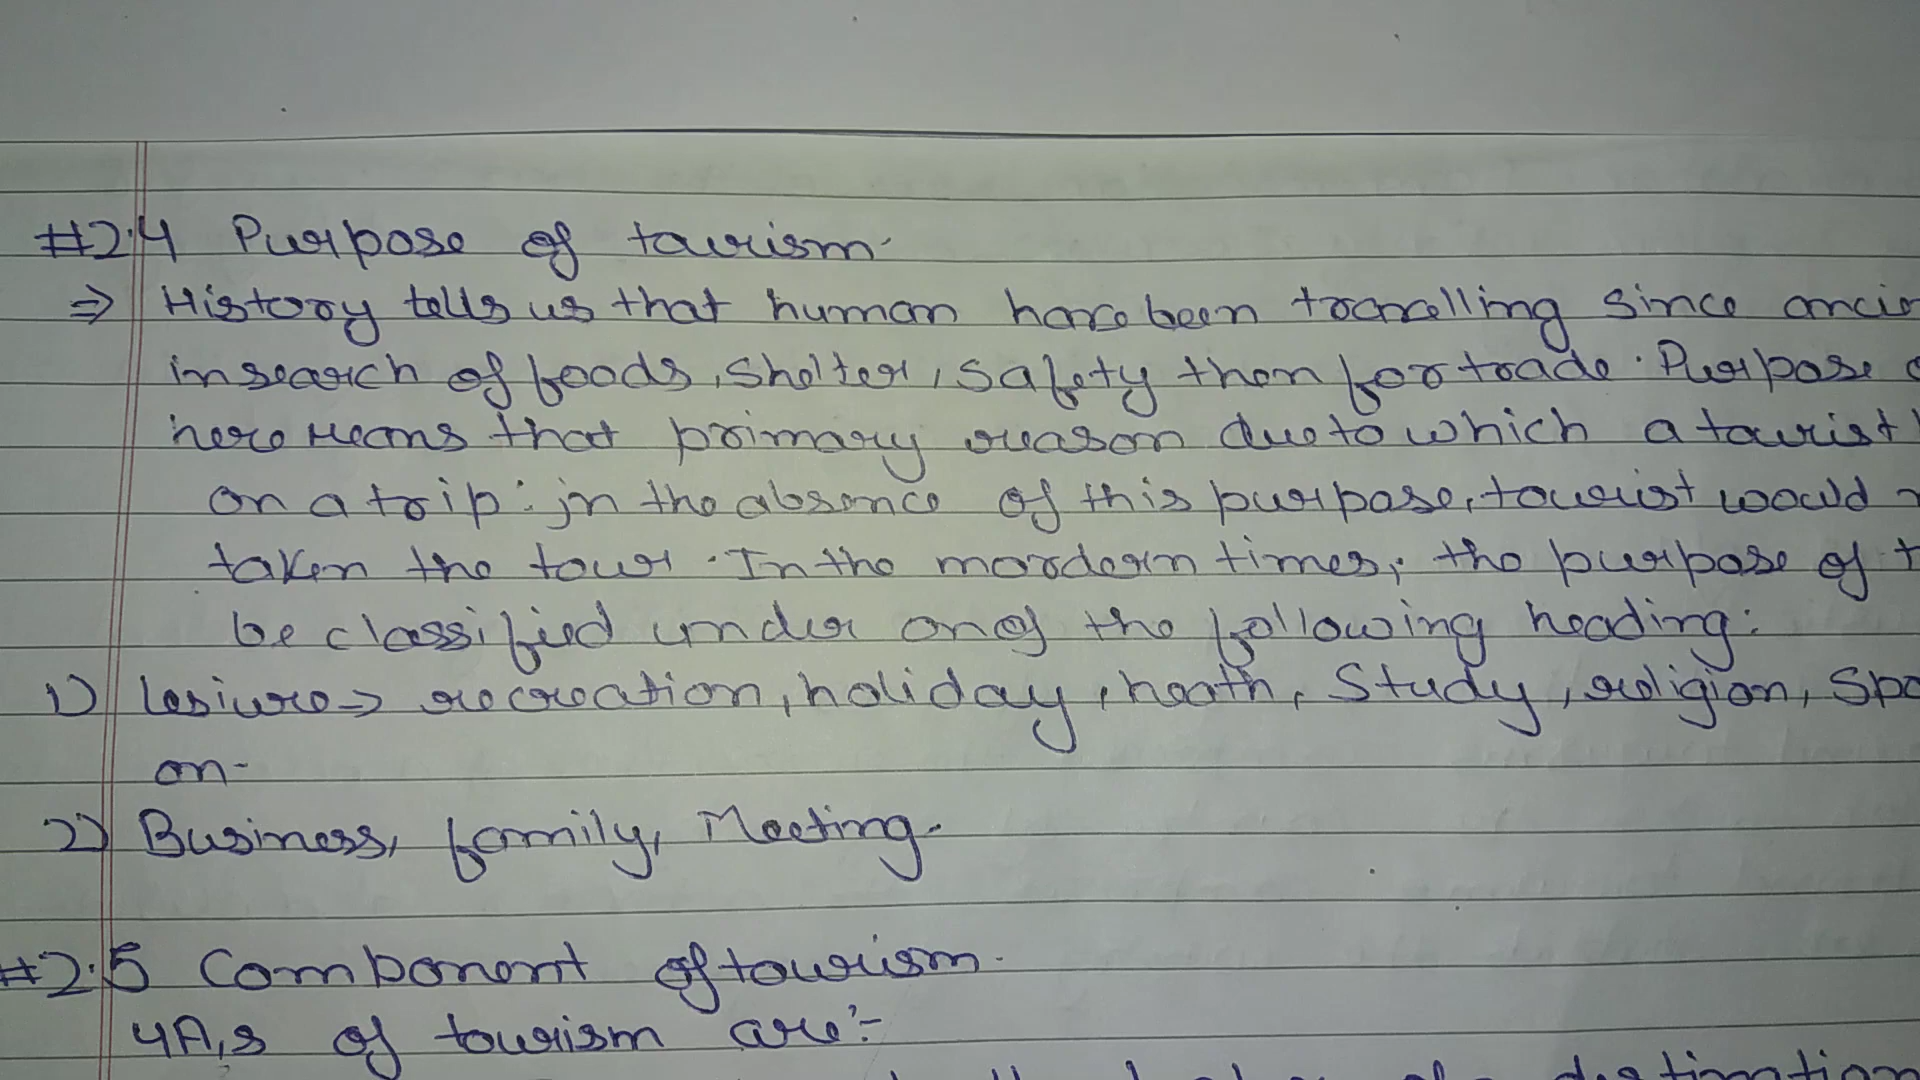 #2.4 Purpose of tourism.
⇒ History tells us that human have been travelling since
in search of foods, Shelter, Safety then for trade. Purpose
here Means that primary reason due to which a tourist
on a trip. in the absence of this purpose, tourist would
taken the tour. In the mordern times, the purpose of
be classified under one of the following heading:
1) lesiure → recreation, holiday, heath, Study, religion,
on-
2) Business, family, Meeting.
#2.5 Component of tourism.
4A,s of tourism are:-